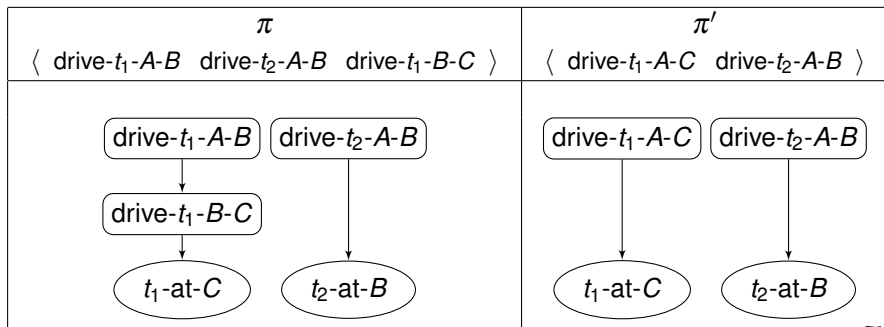 π π′
⟨ drive-t₁-A-B drive-t₂-A-B drive-t₁-B-C ⟩ ⟨ drive-t₁-A-C drive-t₂-A-B ⟩
drive-t₁-A-B drive-t₂-A-B drive-t₁-A-C drive-t₂-A-B
drive-t₁-B-C
t₁-at-C t₂-at-B t₁-at-C t₂-at-B